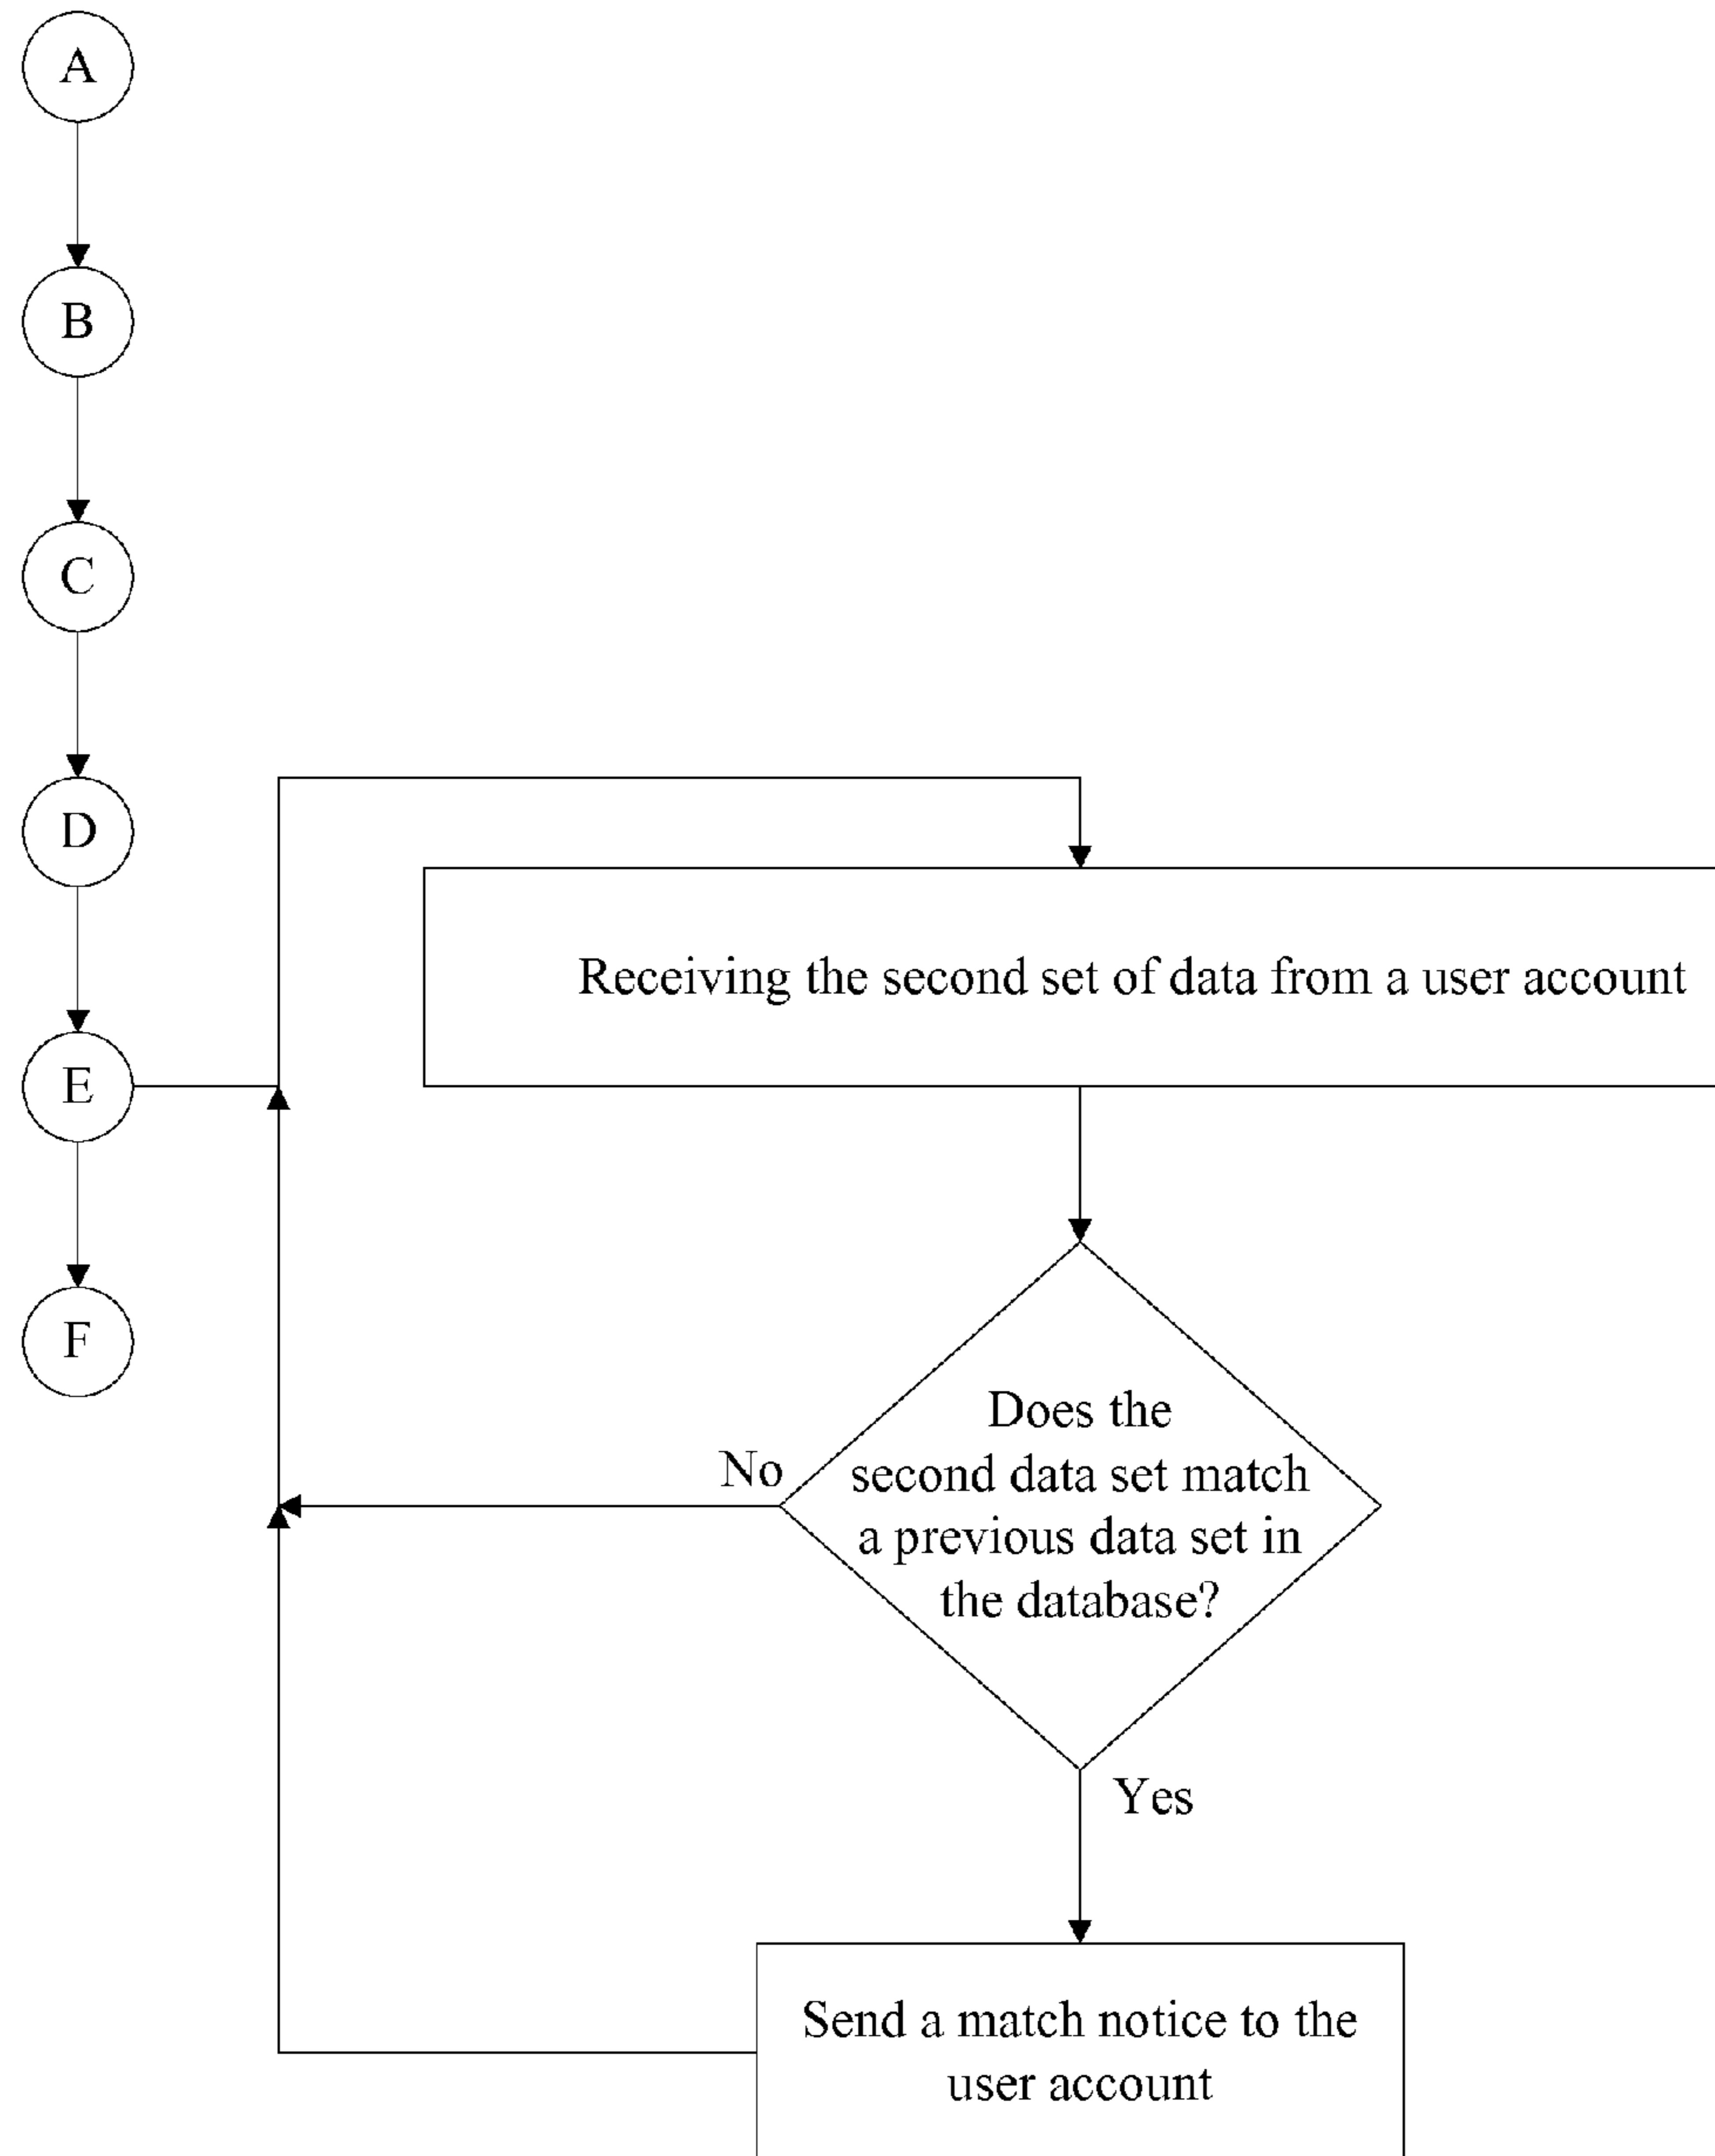 A
B
C
D
E
F
Receiving the second set of data from a user account
Does the
second data set match
a previous data set in
the database?
No
Yes
Send a match notice to the
user account